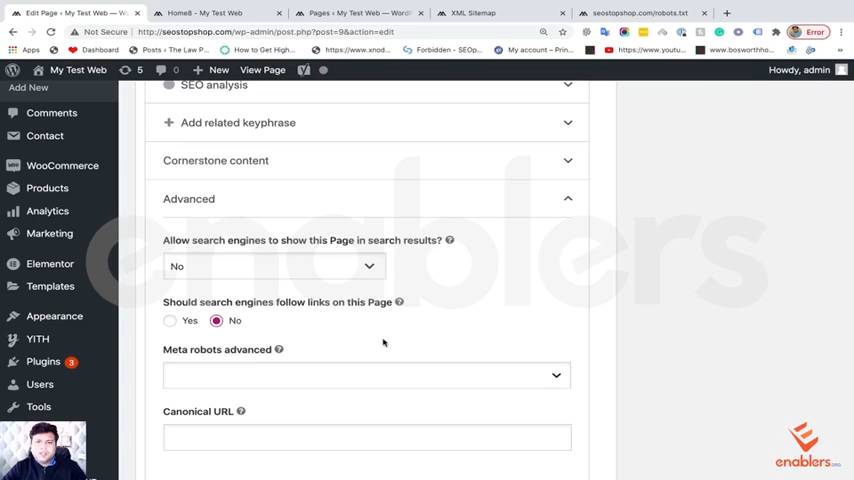 Edit Page ‹ My Test Web — Wo
Home8 - My Test Web
Pages ‹ My Test Web — WordP
XML Sitemap
seostopshop.com/robots.txt
Not Secure | http://seostopshop.com/wp-admin/post.php?post=9&action=edit
Error
Apps
Dashboard
Posts ‹ The Law P...
How to Get Highe...
https://www.xnod...
Forbidden - SEOp...
My account – Prin...
https://www.youtu...
www.bosworthho...
My Test Web
5
0
New
View Page
Howdy, admin
Add New
Comments
Contact
WooCommerce
Products
Analytics
Marketing
Elementor
Templates
Appearance
YITH
Plugins 3
Users
Tools
SEO analysis
Add related keyphrase
Cornerstone content
Advanced
Allow search engines to show this Page in search results?
No
Should search engines follow links on this Page
Yes No
Meta robots advanced
Canonical URL
enablers
enablers.ORG